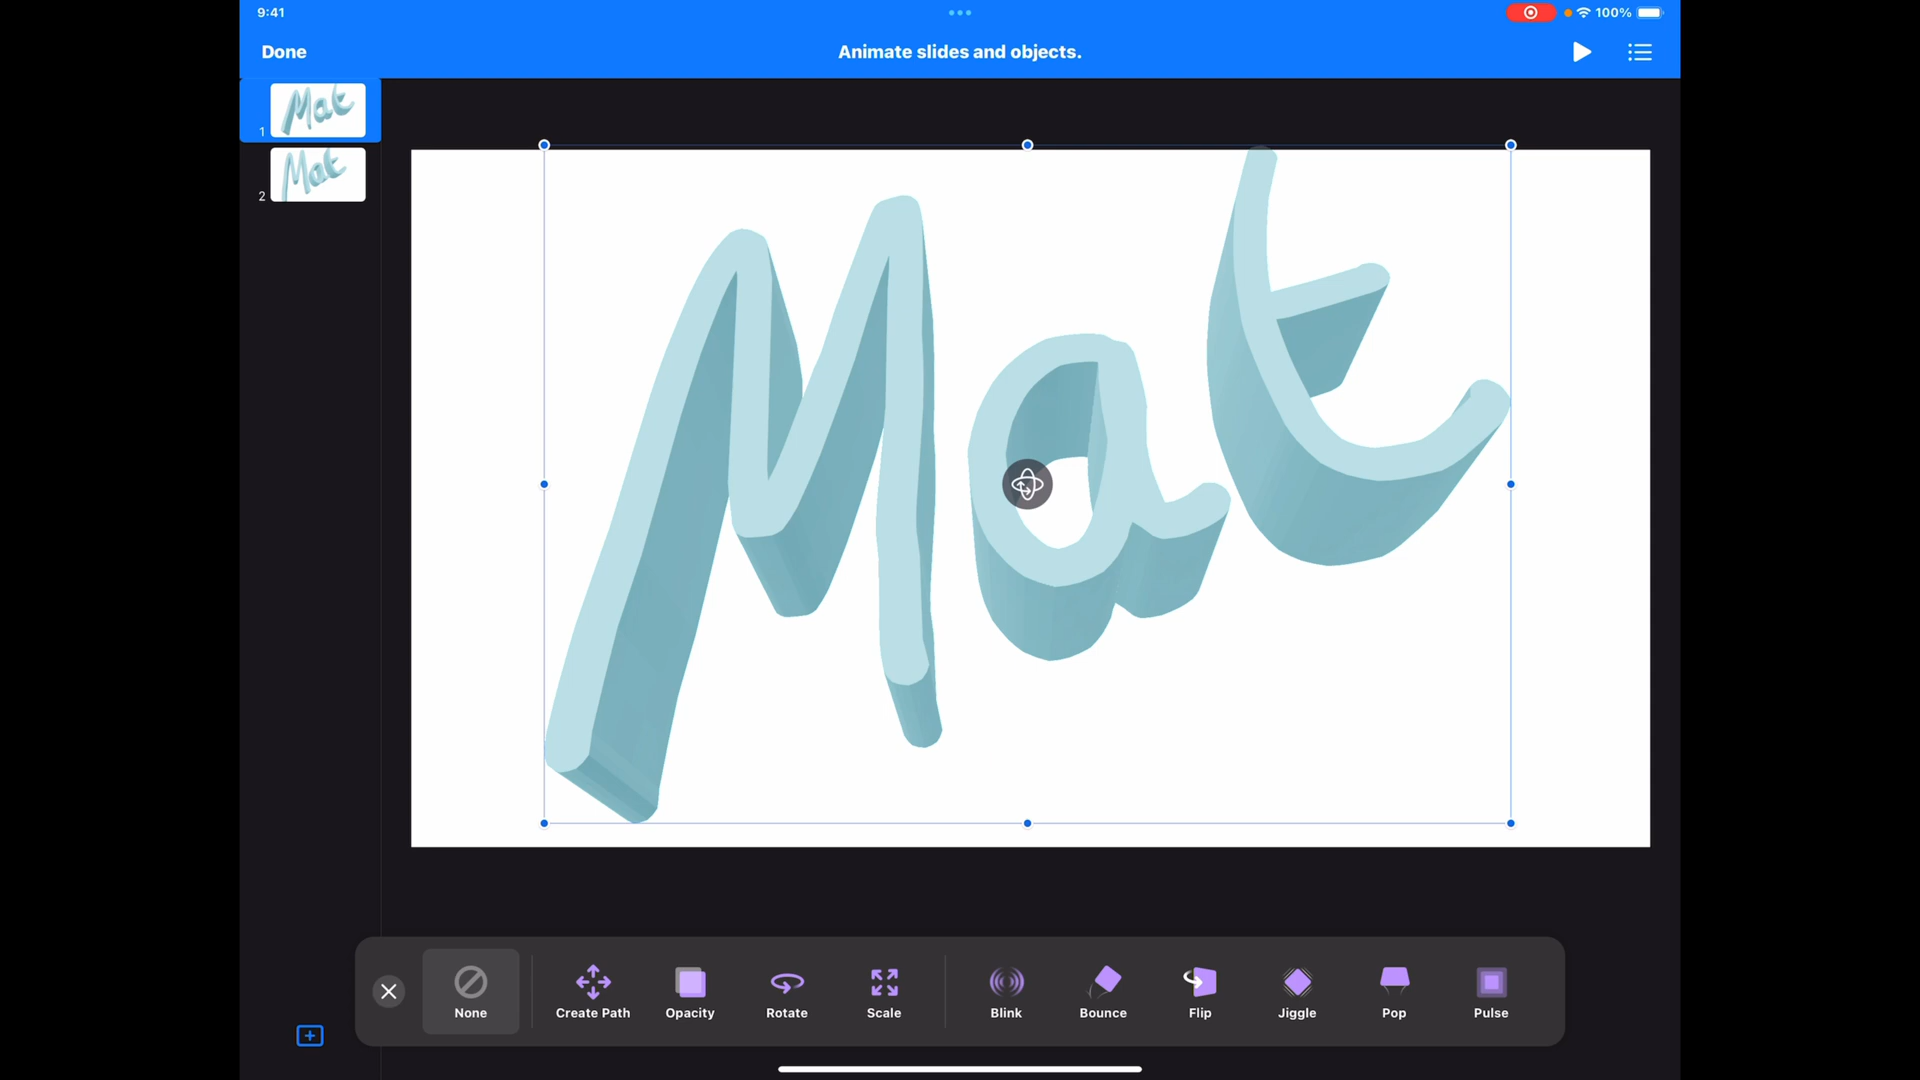 9:41
100%
Done
Animate slides and objects.
1
Mat
2
Mat
Mat
None
Create Path
Opacity
Rotate
Scale
Blink
Bounce
Flip
Jiggle
Pop
Pulse